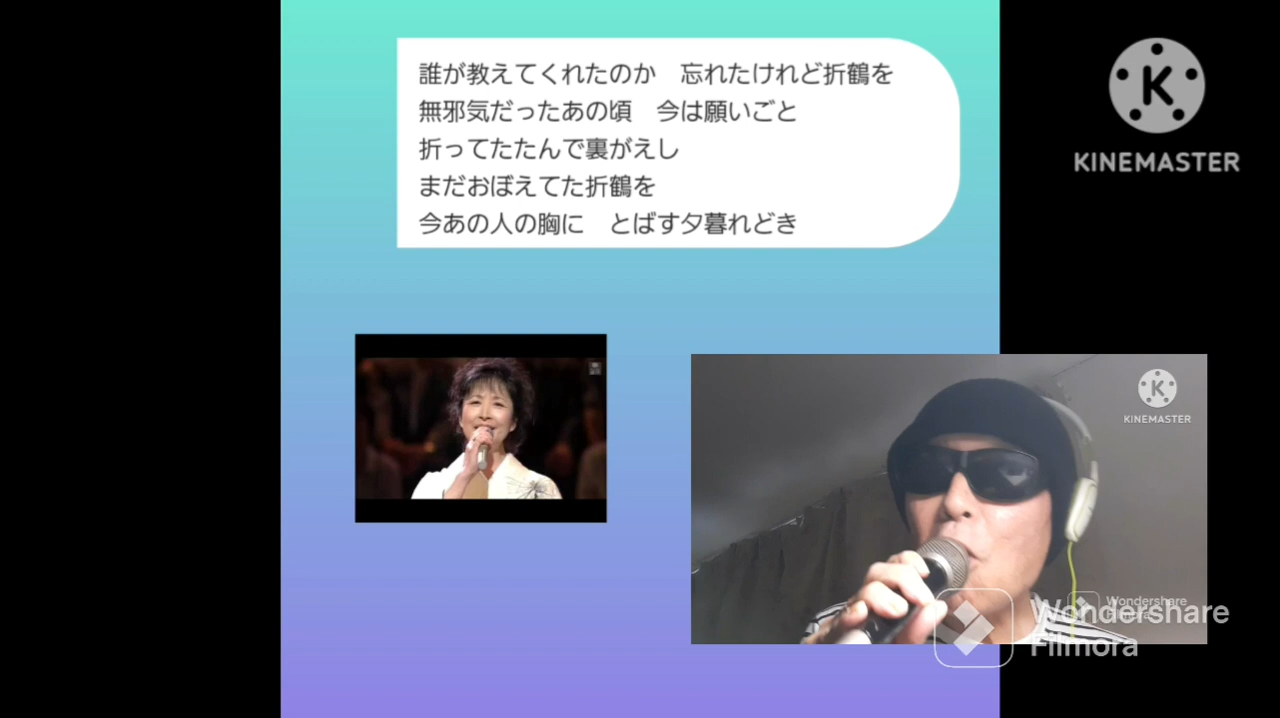 誰が教えてくれたのか　忘れたけれど折鶴を
無邪気だったあの頃　今は願いごと
折ってたたんで裏がえし
まだおぼえてた折鶴を
今あの人の胸に　とばす夕暮れどき
K
KINEMASTER
K
KINEMASTER
Wondershare
Filmora
Wondershare
Filmora